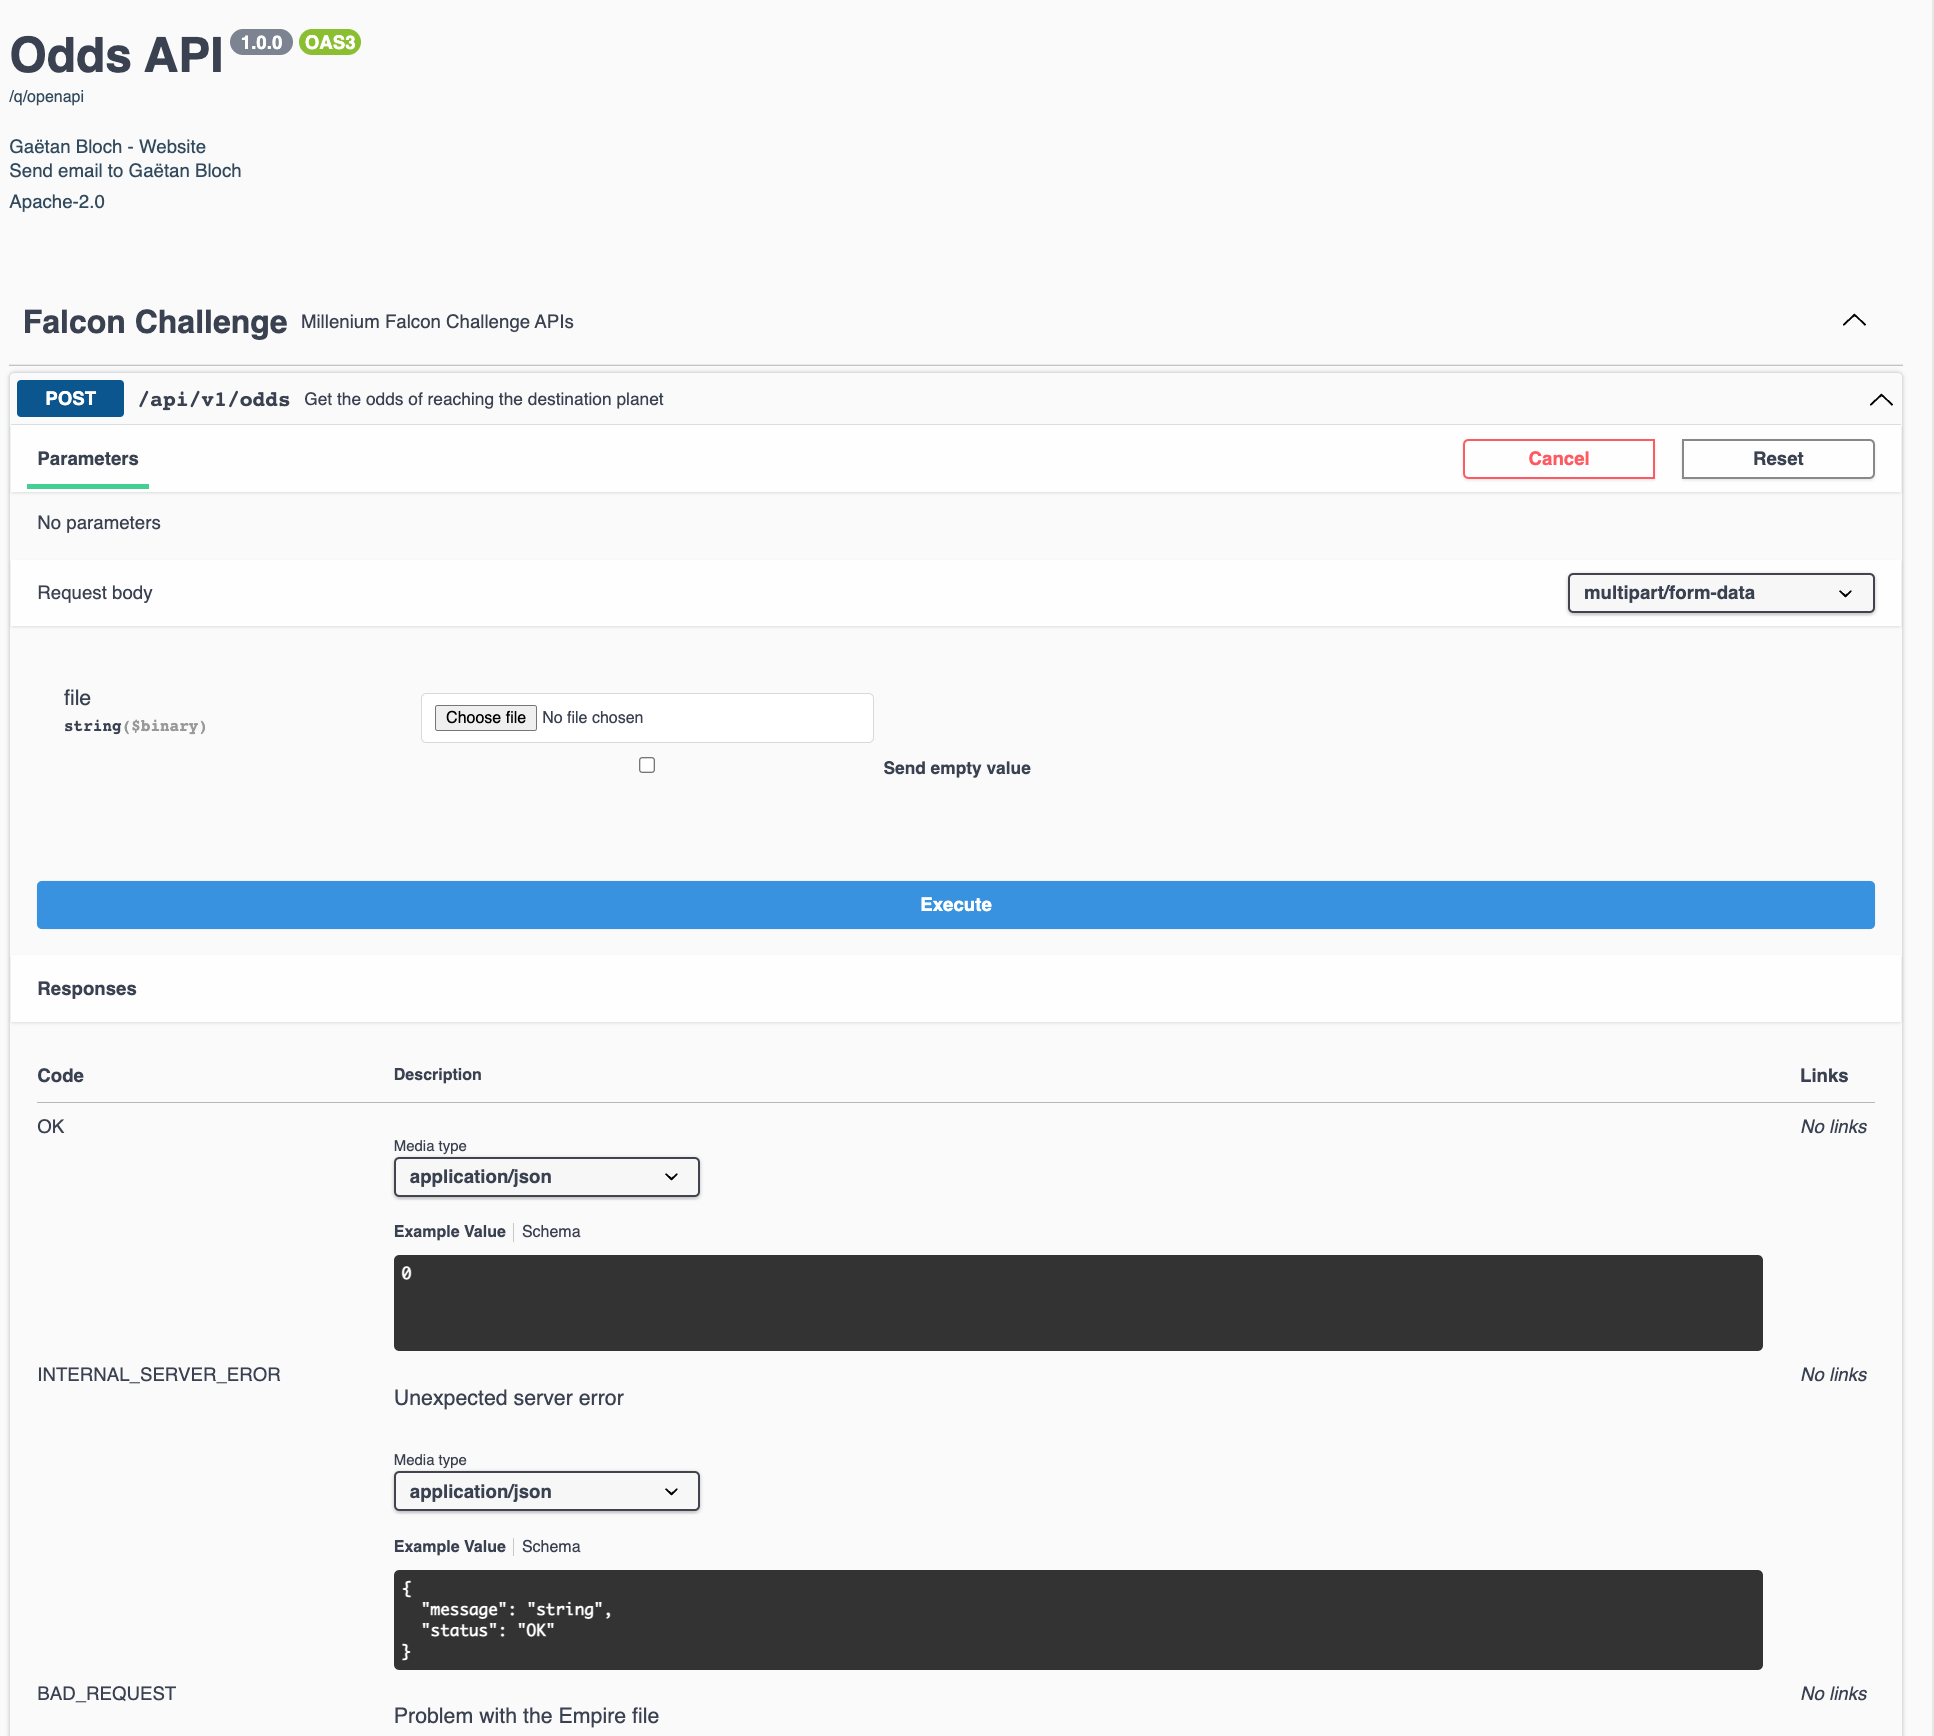 Odds API 1.0.0 OAS3
/q/openapi
Gaëtan Bloch - Website
Send email to Gaëtan Bloch
Apache-2.0
Falcon Challenge Millenium Falcon Challenge APIs
POST /api/v1/odds Get the odds of reaching the destination planet
Parameters Cancel Reset
No parameters
Request body multipart/form-data
file
string($binary)
Choose file No file chosen
Send empty value
Execute
Responses
Code Description Links
OK No links
Media type
application/json
Example Value Schema
0
INTERNAL_SERVER_EROR No links
Unexpected server error
Media type
application/json
Example Value Schema
{
"message": "string",
"status": "OK"
}
BAD_REQUEST No links
Problem with the Empire file